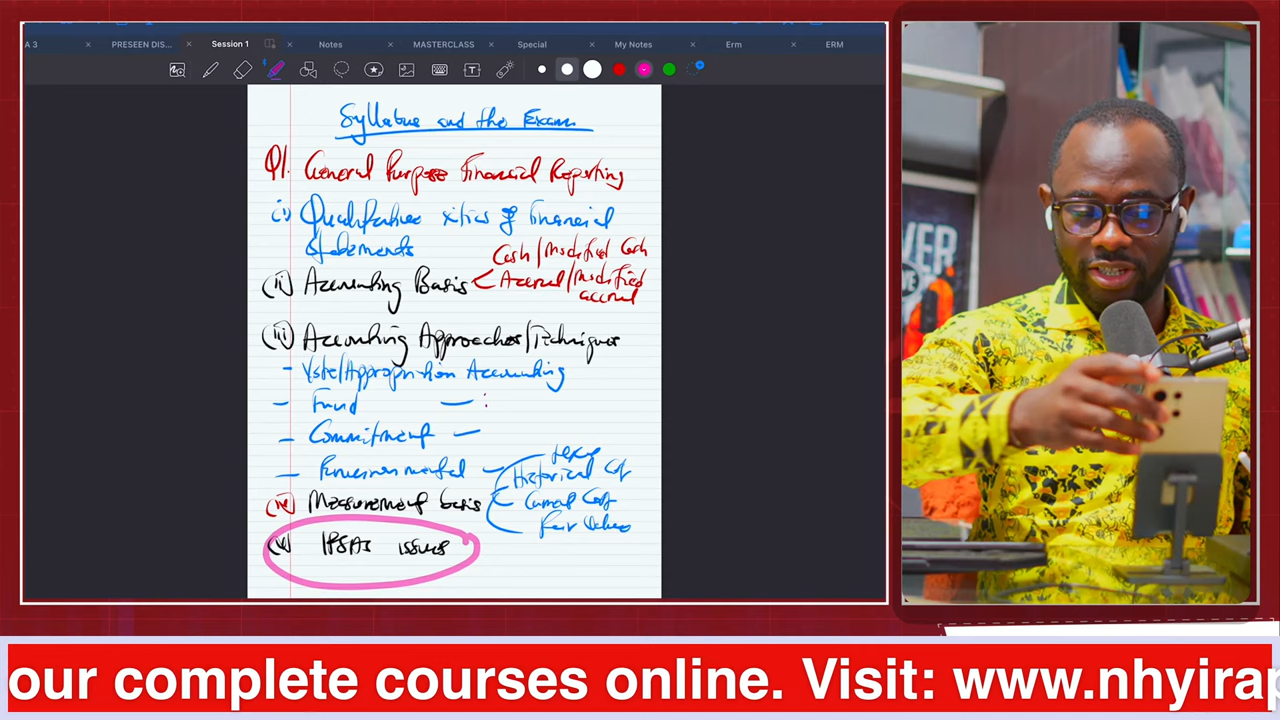 A 3
PRESEEN DIS...
Session 1
Notes
MASTERCLASS
Special
My Notes
Erm
ERM
Syllabus and the Exam
Q1. General Purpose Financial Reporting
(i) Qualitative xtics of Financial
statements
Cash/Modified Cash
(ii) Accounting Basis < Accrual/Modified
accrual
(iii) Accounting Approaches/Techniques
- Vote/Appropriation Accounting
- Fund - :
- Commitment -
-
Historical Cost
(iv) Measurement basis
Current Cost
Fair Value
(v) IPSAS issues
VER
our complete courses online. Visit: www.nhyirap